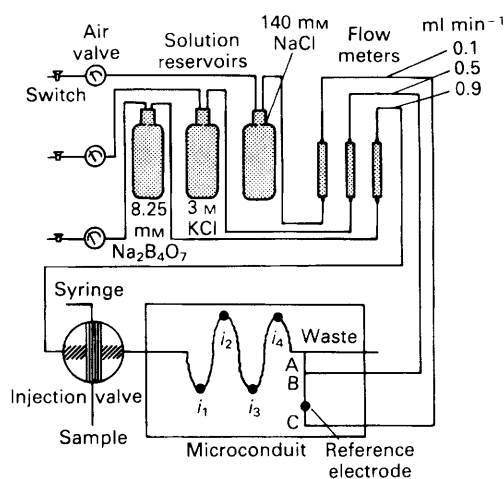 Air
valve
Switch
Solution
reservoirs
140 mM
NaCl
Flow
meters
ml min⁻¹
0.1
0.5
0.9
8.25
mM
Na₂B₄O₇
3 M
KCl
Syringe
Injection valve
Sample
i₁
i₂
i₃
i₄
Waste
A
B
C
Microconduit
Reference
electrode